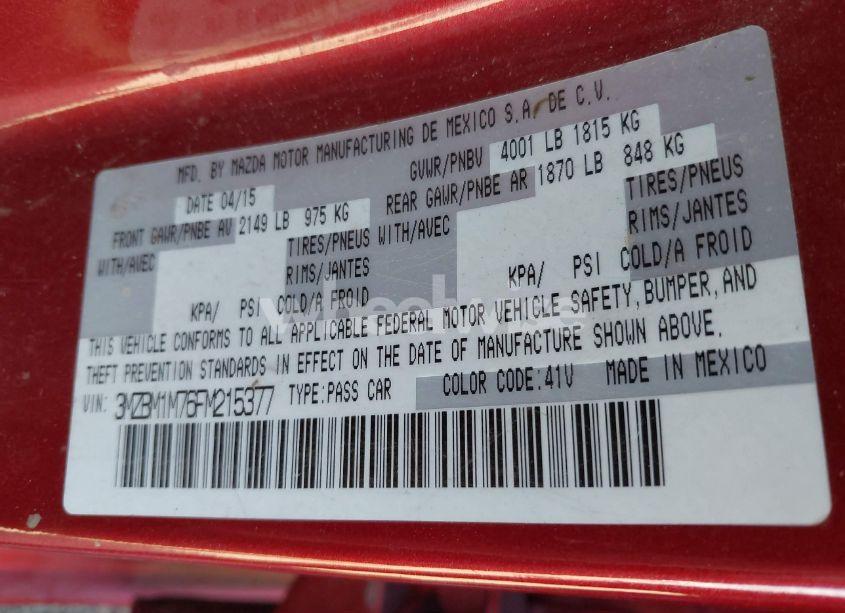 MFD. BY MAZDA MOTOR MANUFACTURING DE MEXICO S.A. DE C.V.
DATE 04/15 GVWR/PNBV 4001 LB 1815 KG
FRONT GAWR/PNBE AV 2149 LB 975 KG REAR GAWR/PNBE AR 1870 LB 848 KG
WITH/AVEC TIRES/PNEUS WITH/AVEC TIRES/PNEUS
RIMS/JANTES RIMS/JANTES
KPA/ PSI COLD/A FROID KPA/ PSI COLD/A FROID
THIS VEHICLE CONFORMS TO ALL APPLICABLE FEDERAL MOTOR VEHICLE SAFETY, BUMPER, AND
THEFT PREVENTION STANDARDS IN EFFECT ON THE DATE OF MANUFACTURE SHOWN ABOVE.
VIN: 3MZBM1M76FM215377 TYPE:PASS CAR COLOR CODE:41V MADE IN MEXICO